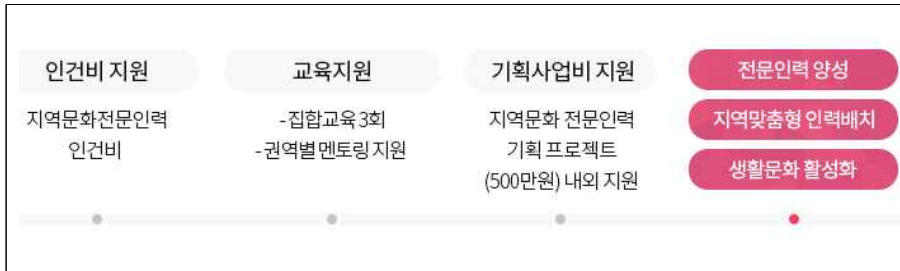 인건비 지원
지역문화전문인력
인건비
교육지원
-집합교육 3회
-권역별 멘토링 지원
기획사업비 지원
지역문화 전문인력
기획 프로젝트
(500만원) 내외 지원
전문인력 양성
지역맞춤형 인력배치
생활문화 활성화